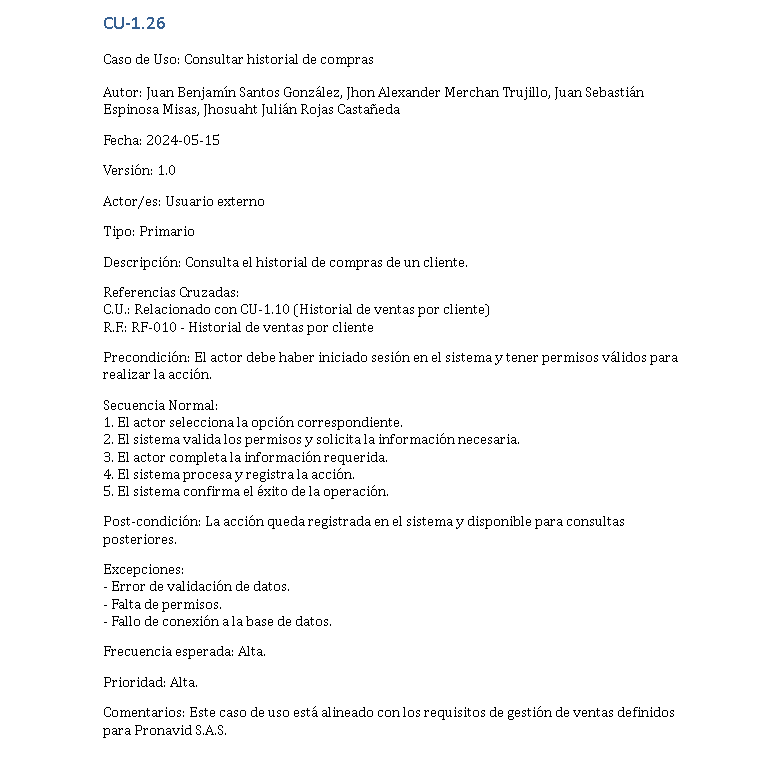 CU-1.26
Caso de Uso: Consultar historial de compras
Autor: Juan Benjamín Santos González, Jhon Alexander Merchan Trujillo, Juan Sebastián
Espinosa Misas, Jhosuaht Julián Rojas Castañeda
Fecha: 2024-05-15
Versión: 1.0
Actor/es: Usuario externo
Tipo: Primario
Descripción: Consulta el historial de compras de un cliente.
Referencias Cruzadas:
C.U.: Relacionado con CU-1.10 (Historial de ventas por cliente)
R.F.: RF-010 - Historial de ventas por cliente
Precondición: El actor debe haber iniciado sesión en el sistema y tener permisos válidos para
realizar la acción.
Secuencia Normal:
1. El actor selecciona la opción correspondiente.
2. El sistema valida los permisos y solicita la información necesaria.
3. El actor completa la información requerida.
4. El sistema procesa y registra la acción.
5. El sistema confirma el éxito de la operación.
Post-condición: La acción queda registrada en el sistema y disponible para consultas
posteriores.
Excepciones:
- Error de validación de datos.
- Falta de permisos.
- Fallo de conexión a la base de datos.
Frecuencia esperada: Alta.
Prioridad: Alta.
Comentarios: Este caso de uso está alineado con los requisitos de gestión de ventas definidos
para Pronavid S.A.S.